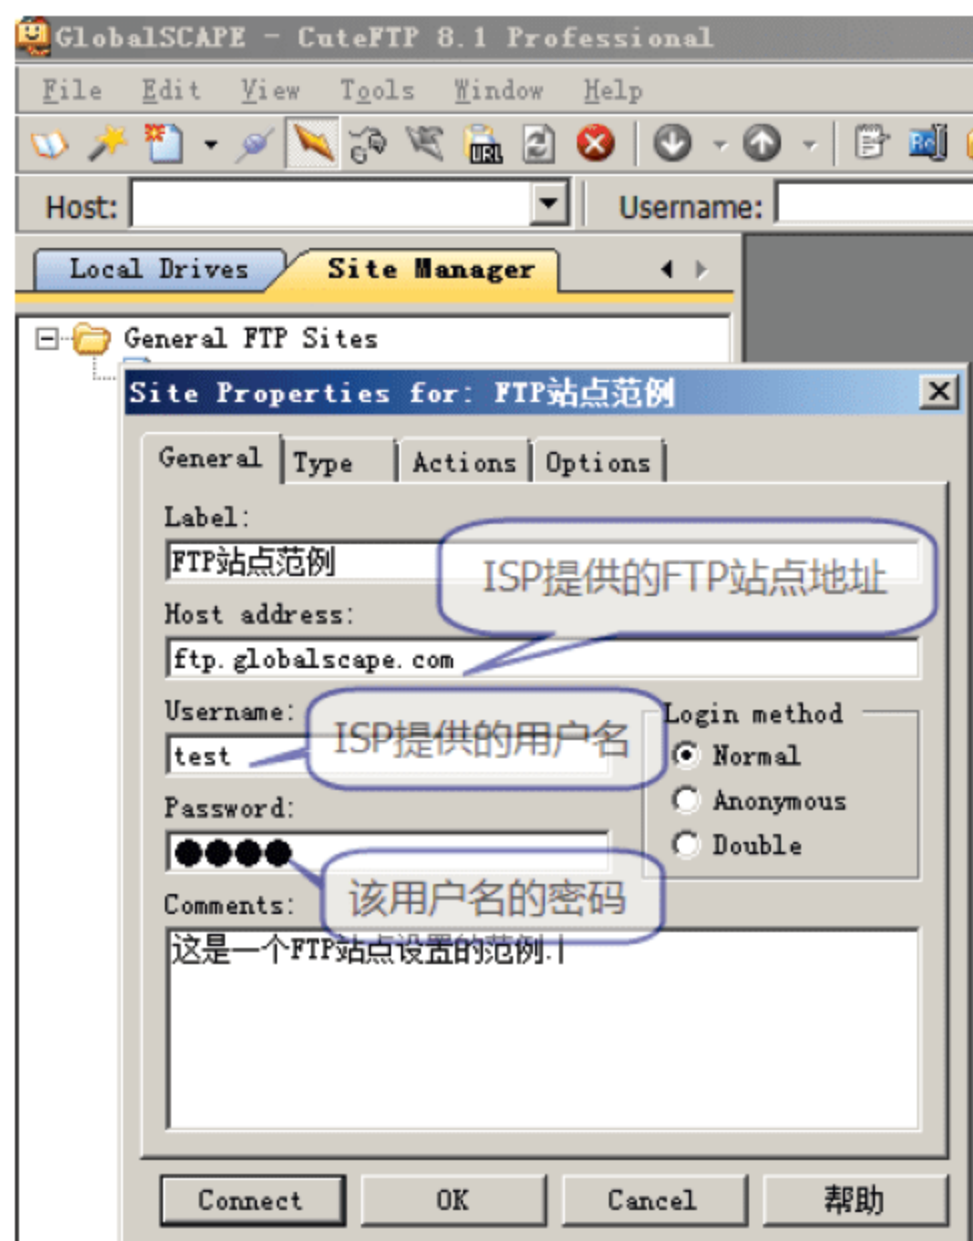 GlobalSCAPE - CuteFTP 8.1 Professional
File Edit View Tools Window Help
URL
Host: Username:
Local Drives Site Manager
General FTP Sites
Site Properties for: FTP站点范例
General Type Actions Options
Label:
FTP站点范例
ISP提供的FTP站点地址
Host address:
ftp.globalscape.com
Username:
test
ISP提供的用户名
Login method
Normal
Anonymous
Double
Password:
该用户名的密码
Comments:
这是一个FTP站点设置的范例.
Connect OK Cancel 帮助